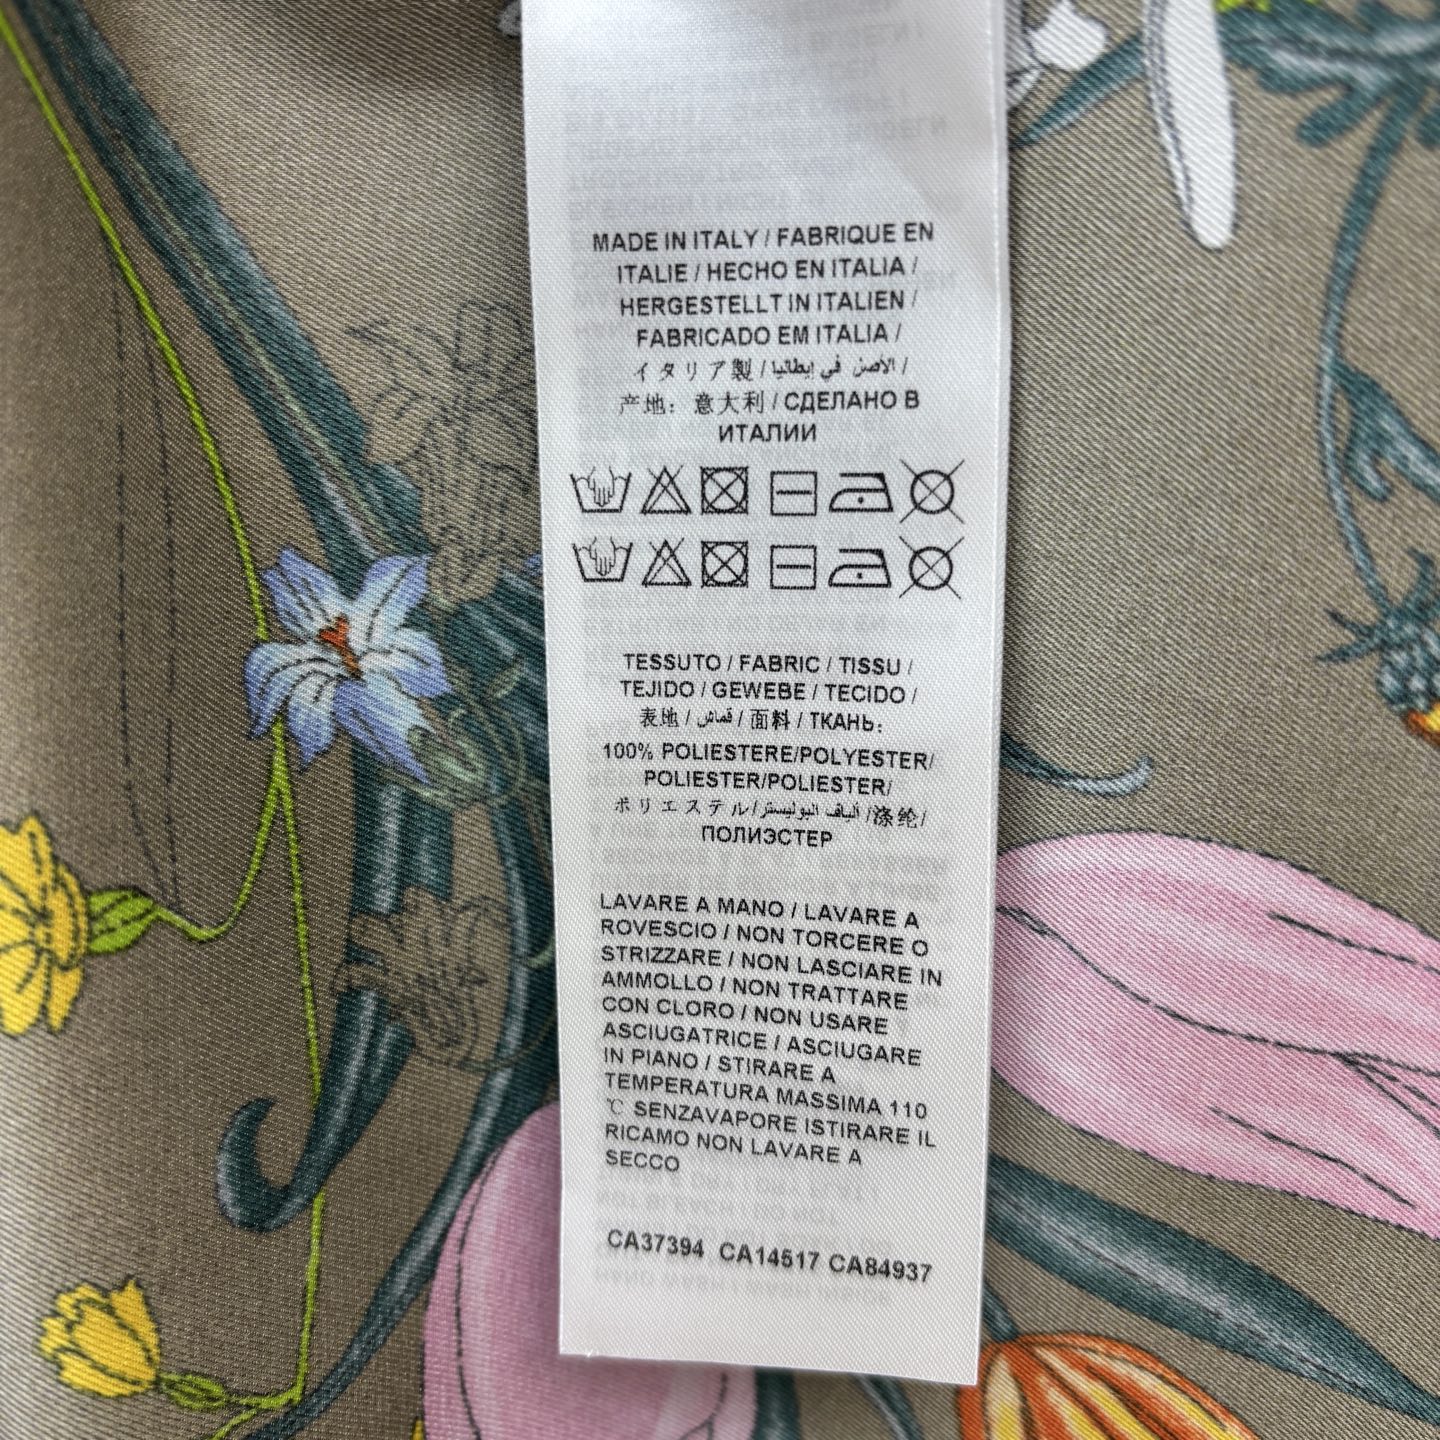 MADE IN ITALY / FABRIQUE EN
ITALIE / HECHO EN ITALIA /
HERGESTELLT IN ITALIEN /
FABRICADO EM ITALIA /
イタリア製 / الأصل في إيطاليا /
产地：意大利 / СДЕЛАНО В
ИТАЛИИ
TESSUTO / FABRIC / TISSU /
TEJIDO / GEWEBE / TECIDO /
表地 / قماش / 面料 / ТКАНЬ:
100% POLIESTERE/POLYESTER/
POLIESTER/POLIESTER/
ポリエステル/ألياف البوليستر/涤纶/
ПОЛИЭСТЕР
LAVARE A MANO / LAVARE A
ROVESCIO / NON TORCERE O
STRIZZARE / NON LASCIARE IN
AMMOLLO / NON TRATTARE
CON CLORO / NON USARE
ASCIUGATRICE / ASCIUGARE
IN PIANO / STIRARE A
TEMPERATURA MASSIMA 110
℃ SENZAVAPORE ISTIRARE IL
RICAMO NON LAVARE A
SECCO
CA37394 CA14517 CA84937